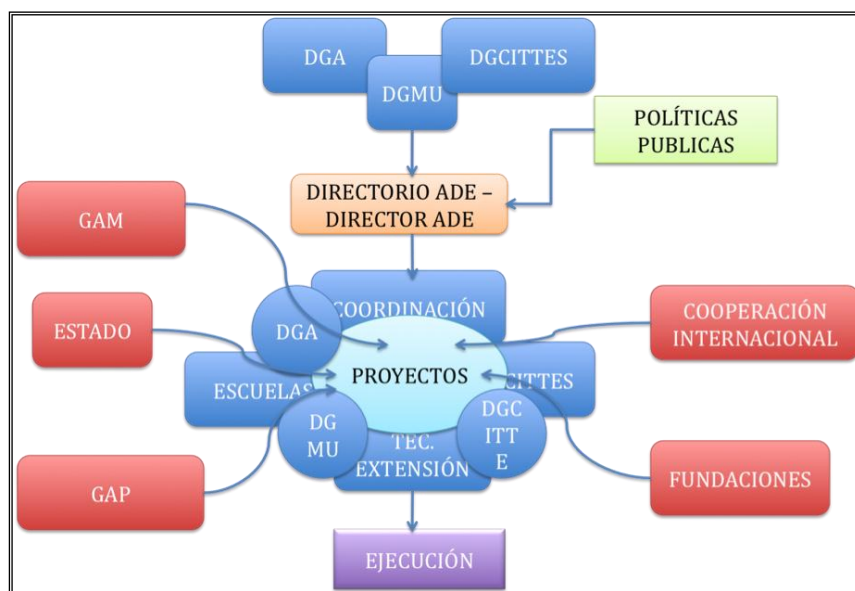 DGA
DGCITTES
DGMU
POLÍTICAS
PUBLICAS
DIRECTORIO ADE –
DIRECTOR ADE
GAM
COORDINACIÓN
DGA
ESTADO
COOPERACIÓN
INTERNACIONAL
PROYECTOS
ESCUELAS
CITTES
DG
MU
DGC
ITT
E
TEC.
EXTENSIÓN
GAP
FUNDACIONES
EJECUCIÓN